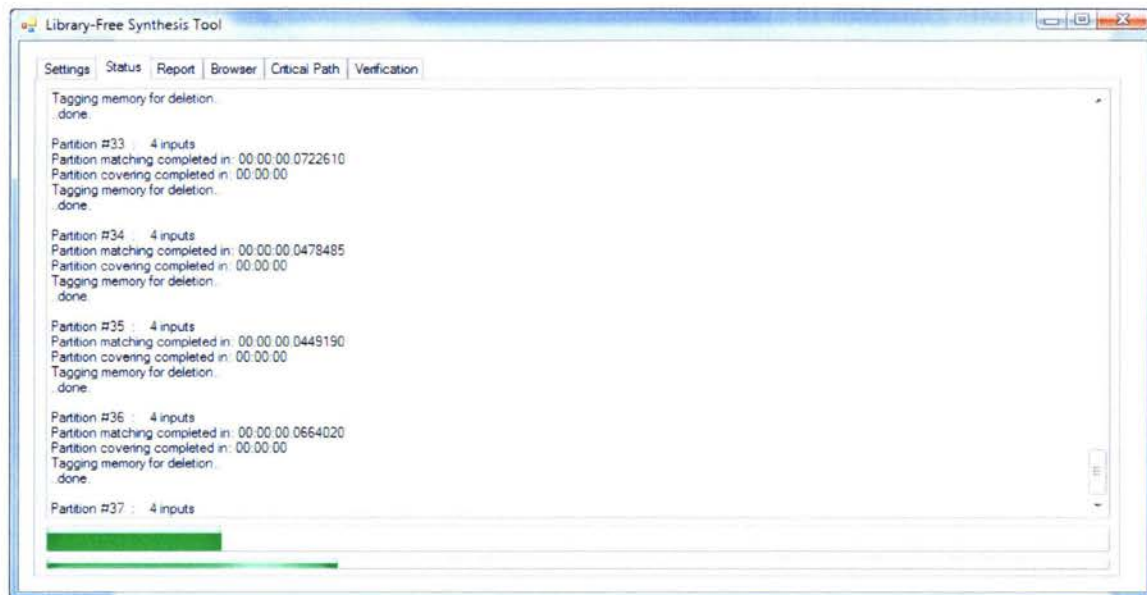 Library-Free Synthesis Tool
Settings Status Report Browser Critical Path Verification
Tagging memory for deletion..
..done.
Partition #33 : 4 inputs
Partition matching completed in: 00:00:00.0722610
Partition covering completed in: 00:00:00
Tagging memory for deletion..
..done.
Partition #34 : 4 inputs
Partition matching completed in: 00:00:00.0478485
Partition covering completed in: 00:00:00
Tagging memory for deletion..
..done.
Partition #35 : 4 inputs
Partition matching completed in: 00:00:00.0449190
Partition covering completed in: 00:00:00
Tagging memory for deletion..
..done.
Partition #36 : 4 inputs
Partition matching completed in: 00:00:00.0664020
Partition covering completed in: 00:00:00
Tagging memory for deletion..
..done.
Partition #37 : 4 inputs